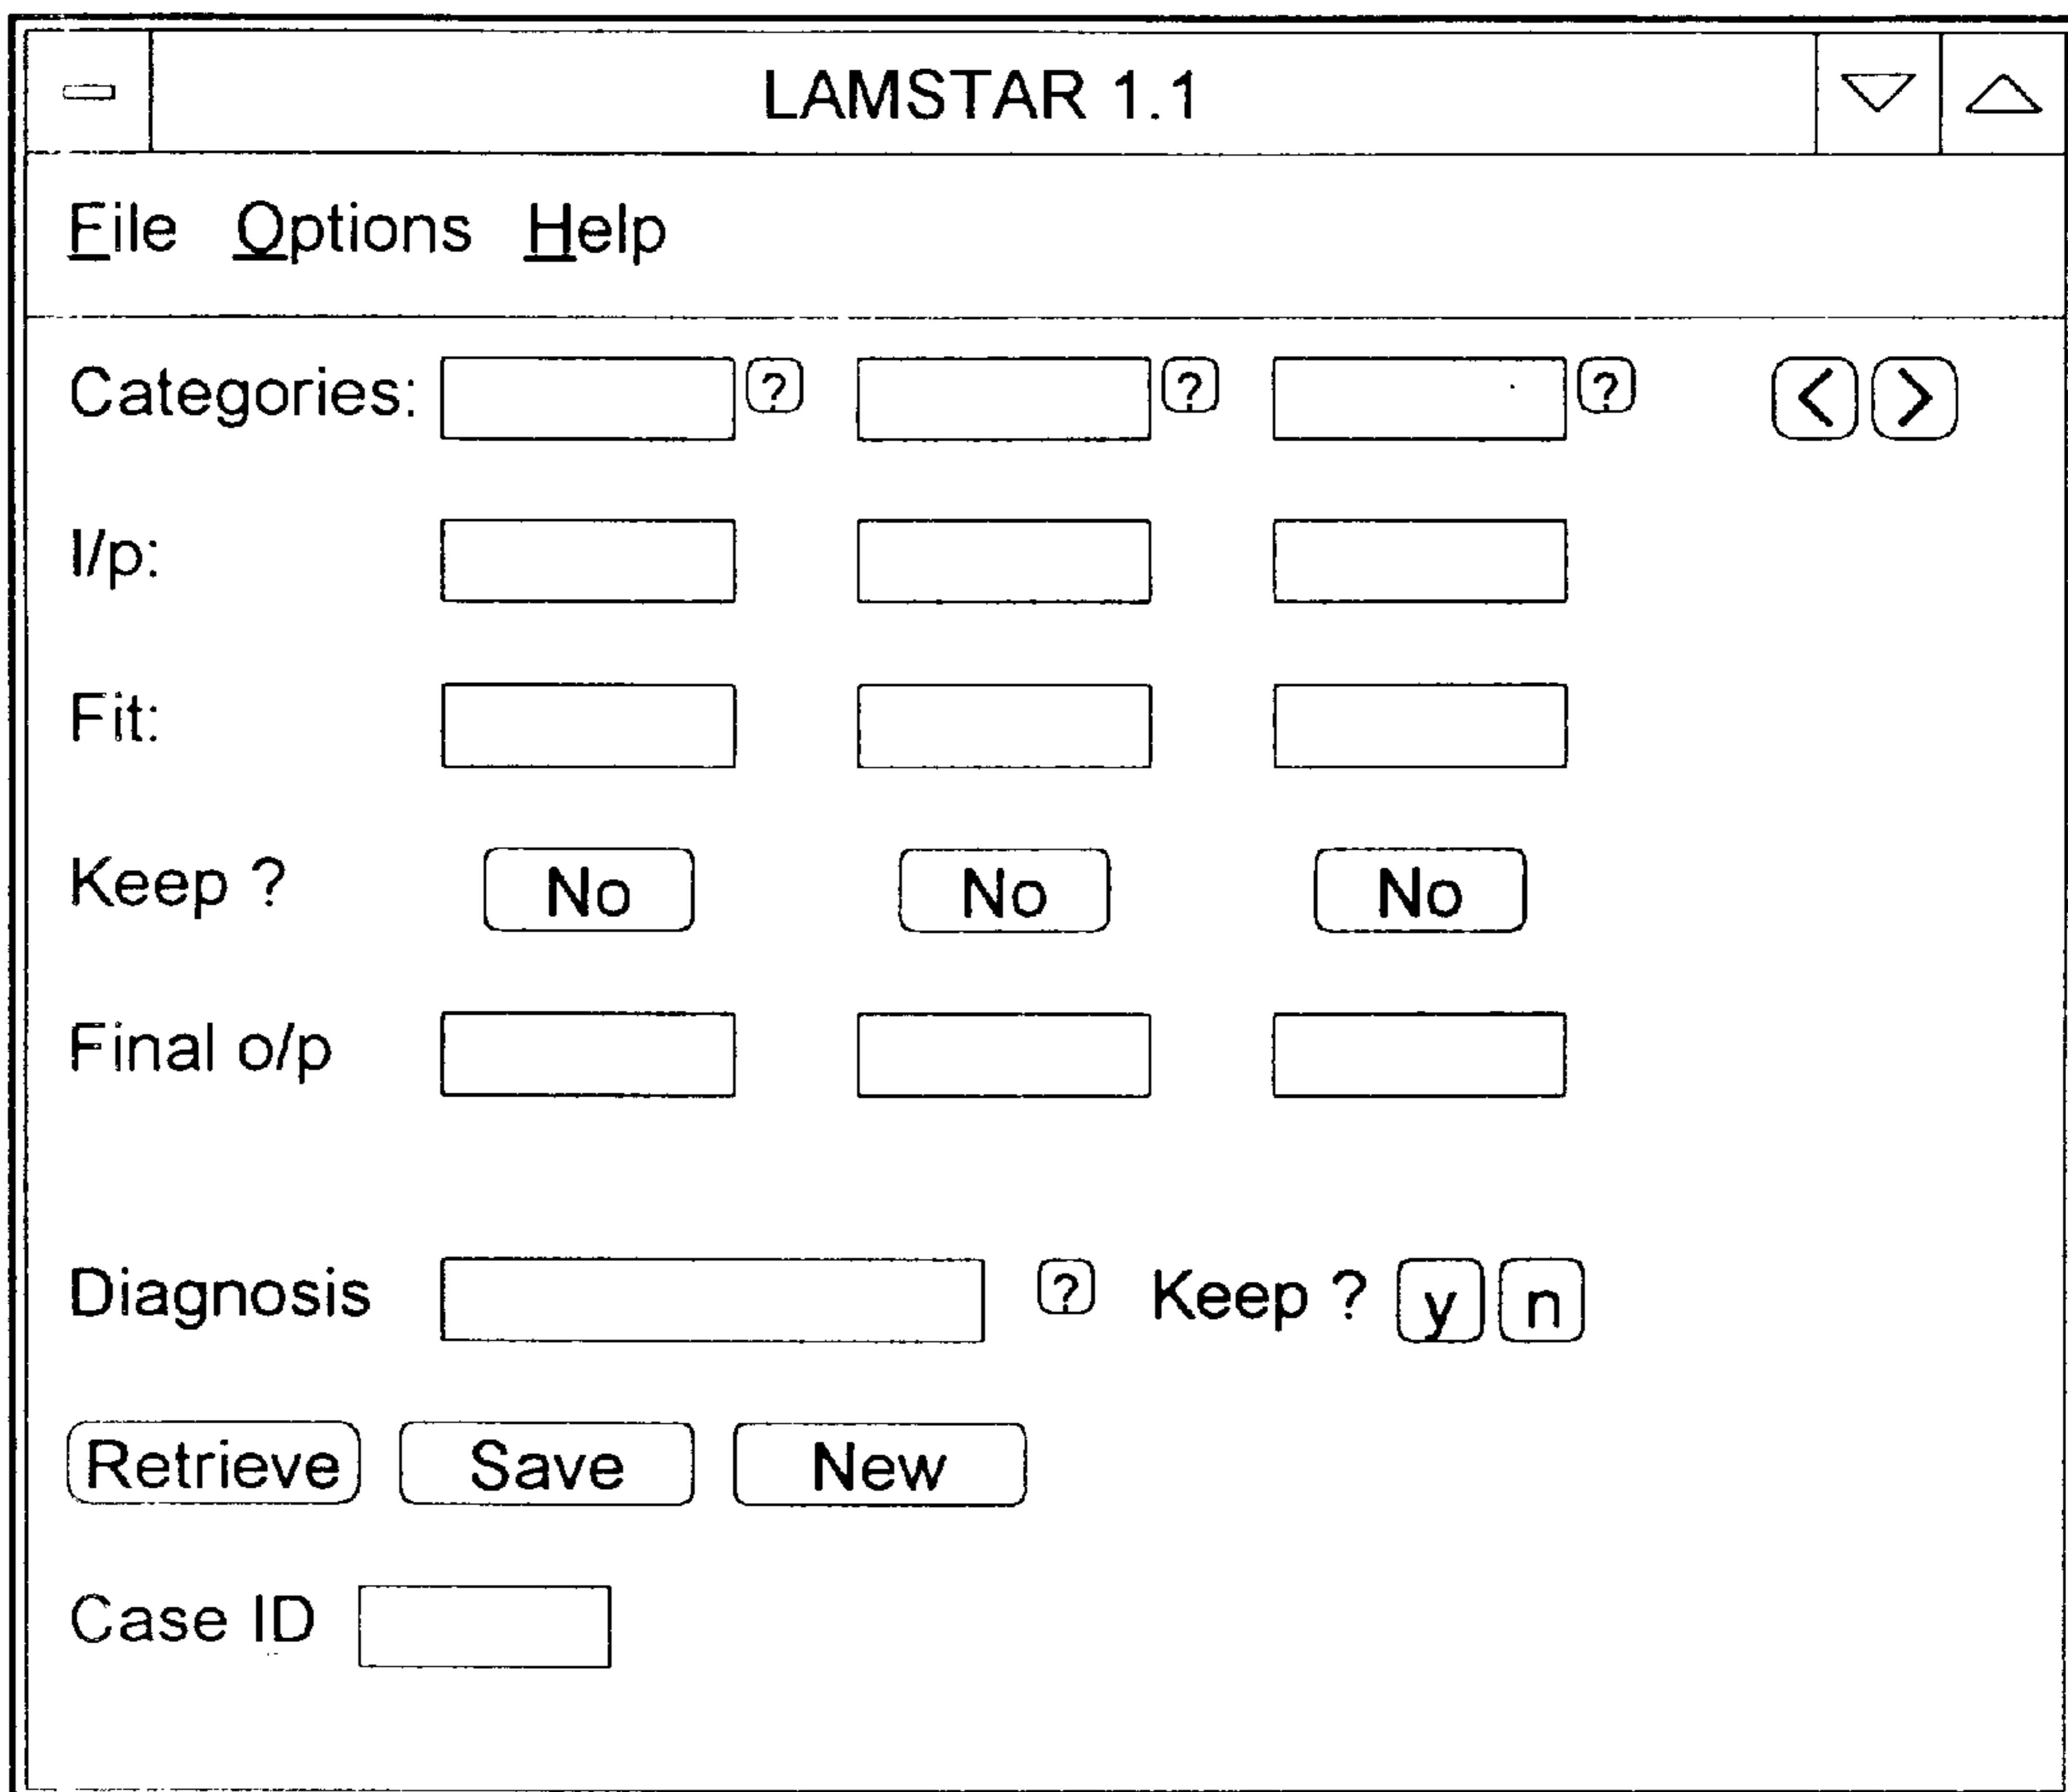 LAMSTAR 1.1
File Options Help
Categories: ? ? ? < >
I/p:
Fit:
Keep ? No No No
Final o/p
Diagnosis ? Keep ? y n
Retrieve Save New
Case ID